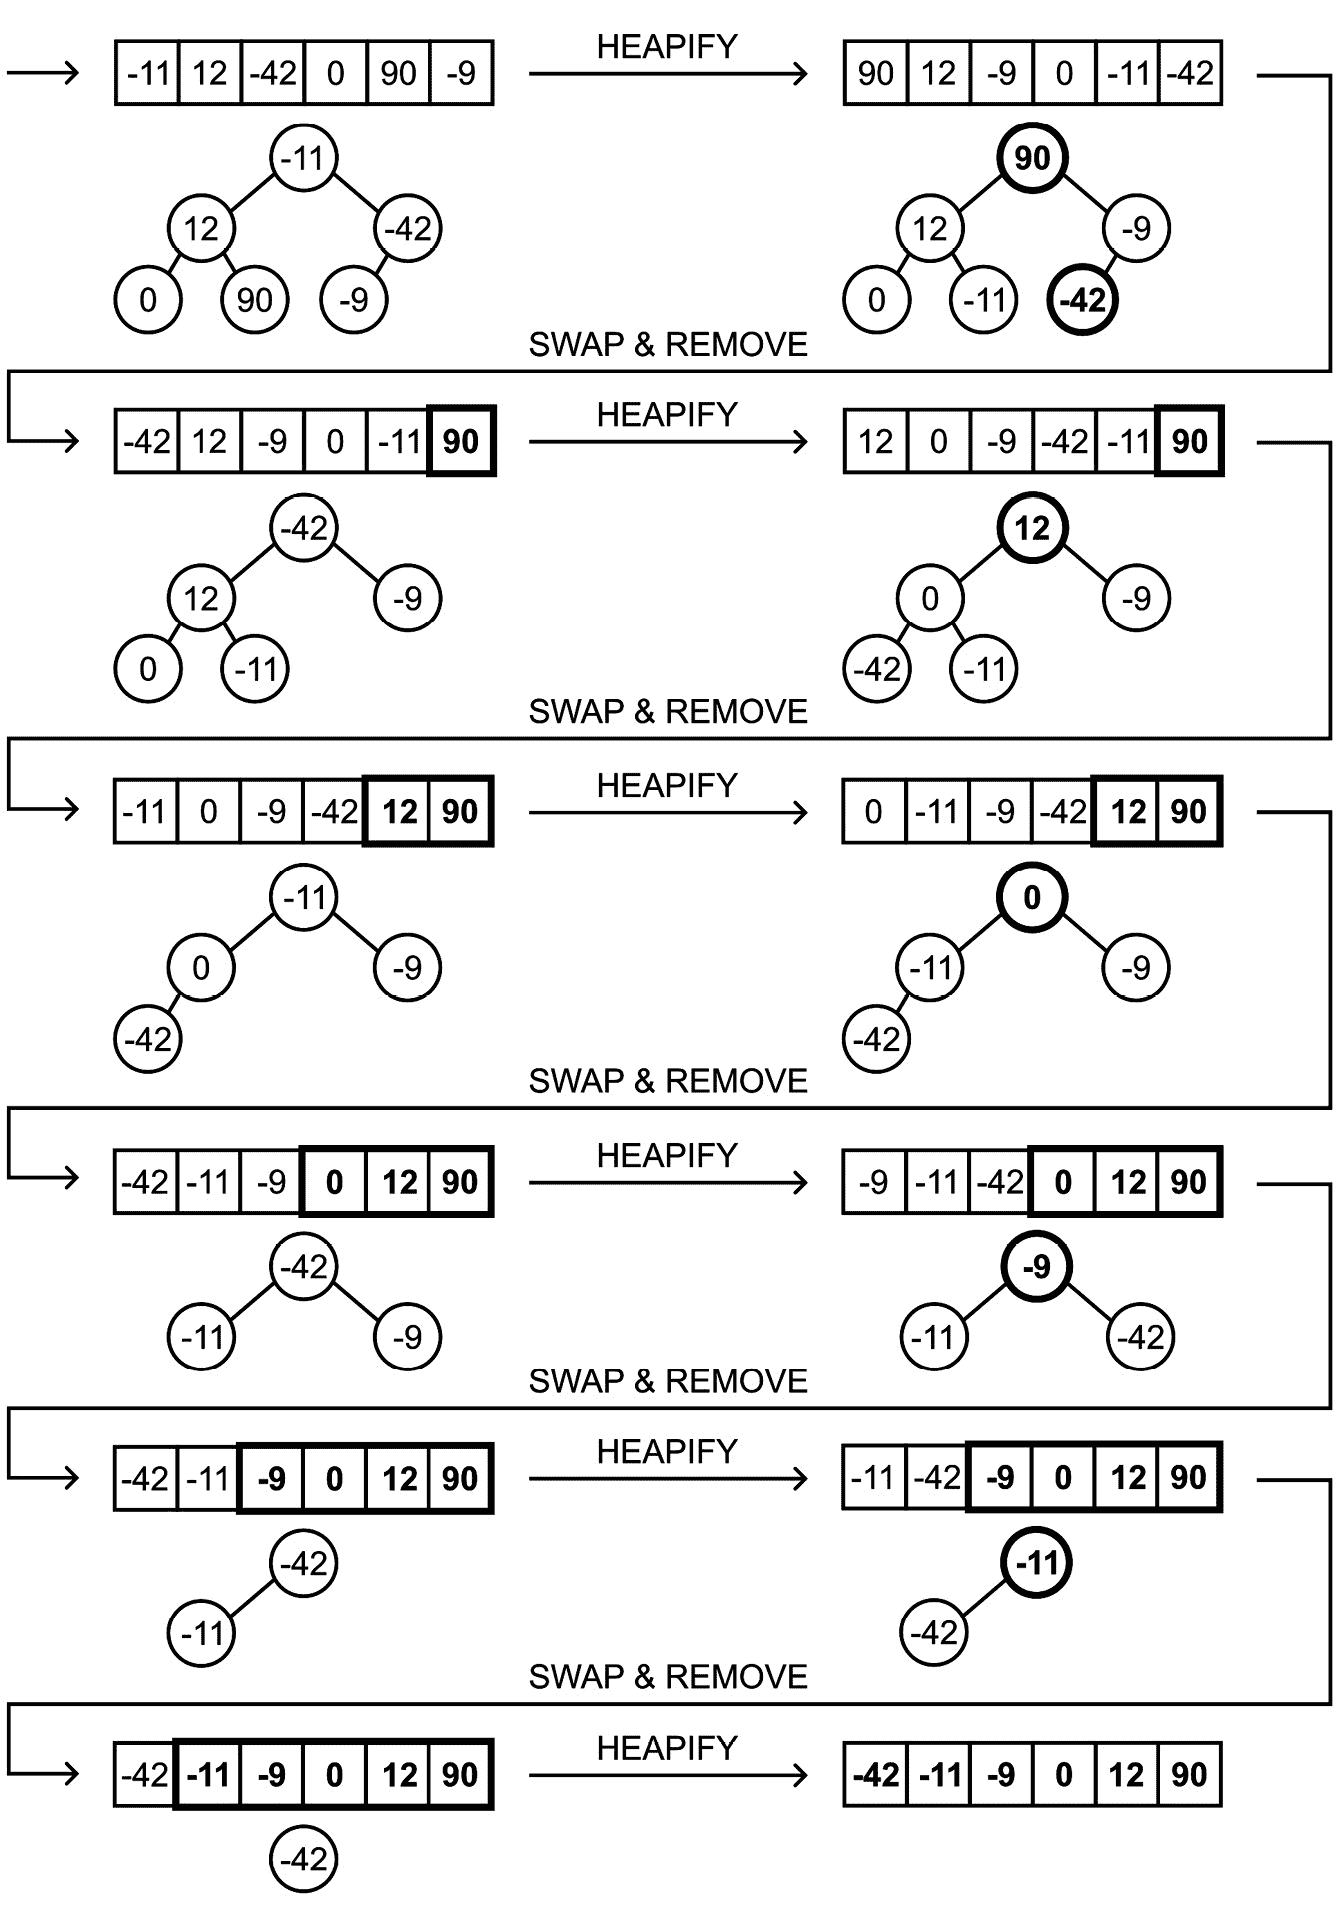 -11 12 -42 0 90 -9 HEAPIFY 90 12 -9 0 -11 -42
-11 90
12 -42 12 -9
0 90 -9 0 -11 -42
SWAP & REMOVE
-42 12 -9 0 -11 90 HEAPIFY 12 0 -9 -42 -11 90
-42 12
12 -9 0 -9
0 -11 -42 -11
SWAP & REMOVE
-11 0 -9 -42 12 90 HEAPIFY 0 -11 -9 -42 12 90
-11 0
0 -9 -11 -9
-42 -42
SWAP & REMOVE
-42 -11 -9 0 12 90 HEAPIFY -9 -11 -42 0 12 90
-42 -9
-11 -9 -11 -42
SWAP & REMOVE
-42 -11 -9 0 12 90 HEAPIFY -11 -42 -9 0 12 90
-42 -11
-11 -42
SWAP & REMOVE
-42 -11 -9 0 12 90 HEAPIFY -42 -11 -9 0 12 90
-42